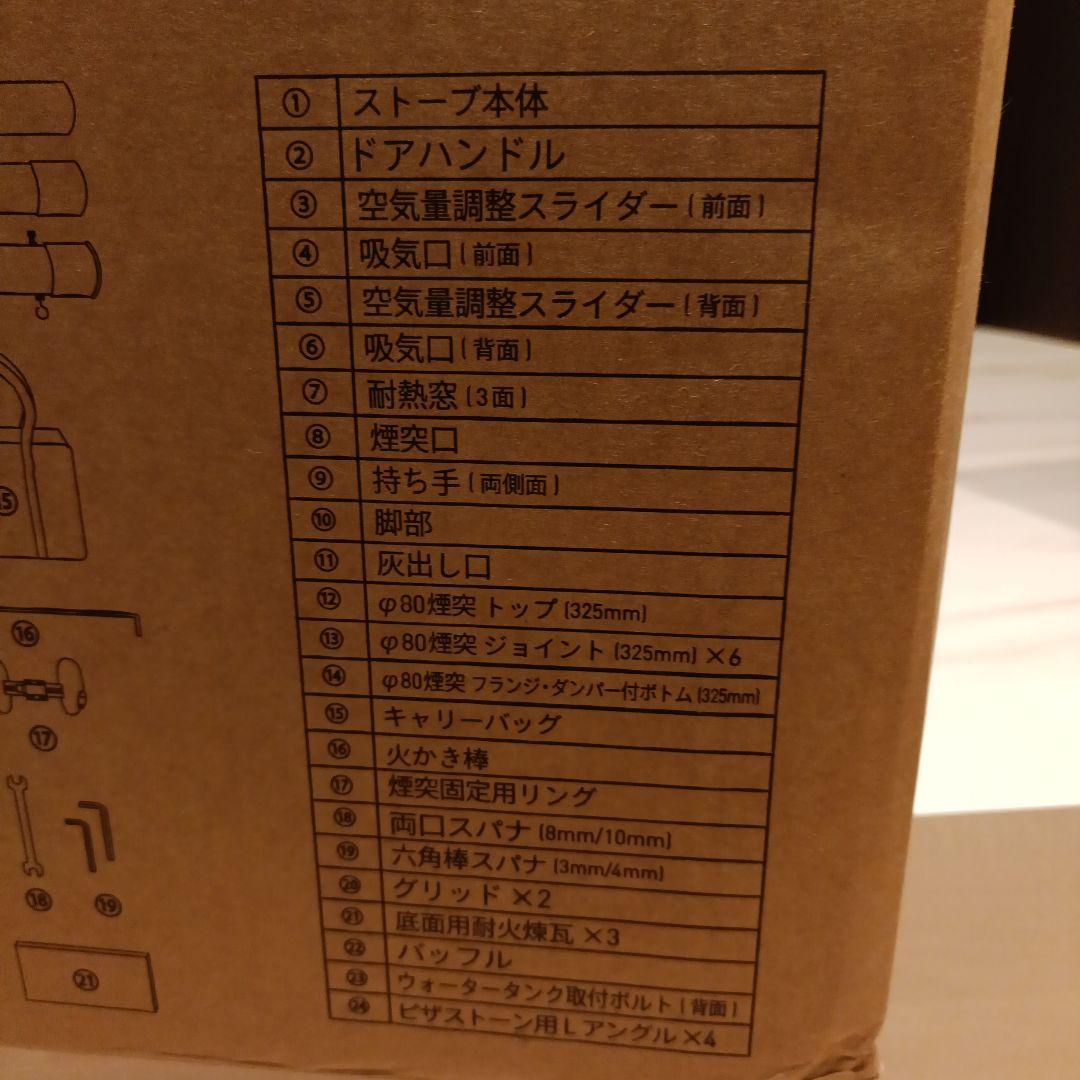 ① ストーブ本体
② ドアハンドル
③ 空気量調整スライダー(前面)
④ 吸気口(前面)
⑤ 空気量調整スライダー(背面)
⑥ 吸気口(背面)
⑦ 耐熱窓(3面)
⑧ 煙突口
⑨ 持ち手(両側面)
⑩ 脚部
⑪ 灰出し口
⑫ φ80煙突 トップ(325mm)
⑬ φ80煙突 ジョイント(325mm)×6
⑭ φ80煙突 フランジ・ダンパー付ボトム(325mm)
⑮ キャリーバッグ
⑯ 火かき棒
⑰ 煙突固定用リング
⑱ 両口スパナ(8mm/10mm)
⑲ 六角棒スパナ(3mm/4mm)
⑳ グリッド×2
㉑ 底面用耐火煉瓦×3
㉒ バッフル
㉓ ウォータータンク取付ボルト(背面)
㉔ ピザストーン用Lアングル×4
⑮
⑯
⑰
⑱ ⑲
㉑